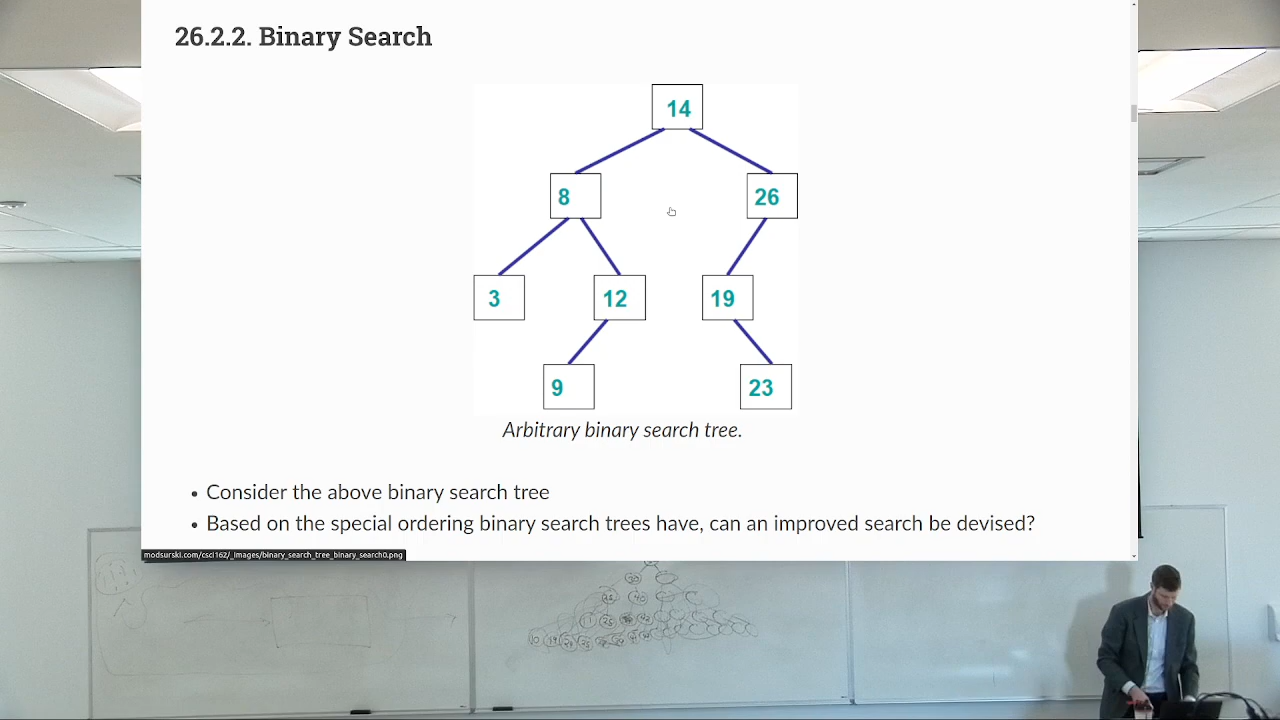 26.2.2. Binary Search
14
8 26
3 12 19
9 23
Arbitrary binary search tree.
• Consider the above binary search tree
• Based on the special ordering binary search trees have, can an improved search be devised?
modsurski.com/csci162/_images/binary_search_tree_binary_search0.png